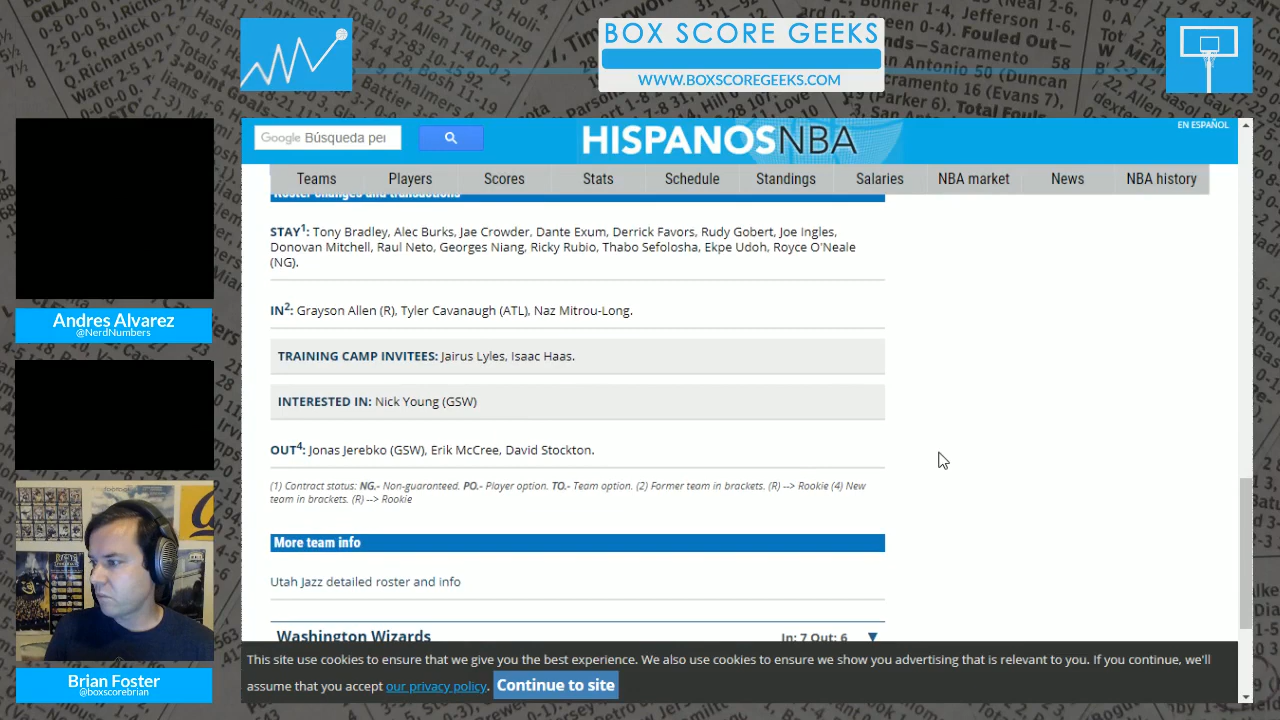 BOX SCORE GEEKS
WWW.BOXSCOREGEEKS.COM
Google Búsqueda per
HISPANOSNBA
EN ESPAÑOL
Teams Players Scores Stats Schedule Standings Salaries NBA market News NBA history
Roster changes and transactions
STAY1: Tony Bradley, Alec Burks, Jae Crowder, Dante Exum, Derrick Favors, Rudy Gobert, Joe Ingles,
Donovan Mitchell, Raul Neto, Georges Niang, Ricky Rubio, Thabo Sefolosha, Ekpe Udoh, Royce O'Neale
(NG).
IN2: Grayson Allen (R), Tyler Cavanaugh (ATL), Naz Mitrou-Long.
TRAINING CAMP INVITEES: Jairus Lyles, Isaac Haas.
INTERESTED IN: Nick Young (GSW)
OUT4: Jonas Jerebko (GSW), Erik McCree, David Stockton.
(1) Contract status: NG.- Non-guaranteed. PO.- Player option. TO.- Team option. (2) Former team in brackets. (R) --> Rookie (4) New
team in brackets. (R) --> Rookie
More team info
Utah Jazz detailed roster and info
Washington Wizards In: 7 Out: 6
This site use cookies to ensure that we give you the best experience. We also use cookies to ensure we show you advertising that is relevant to you. If you continue, we'll
assume that you accept our privacy policy. Continue to site
Andres Alvarez
@NerdNumbers
Brian Foster
@boxscorebrian